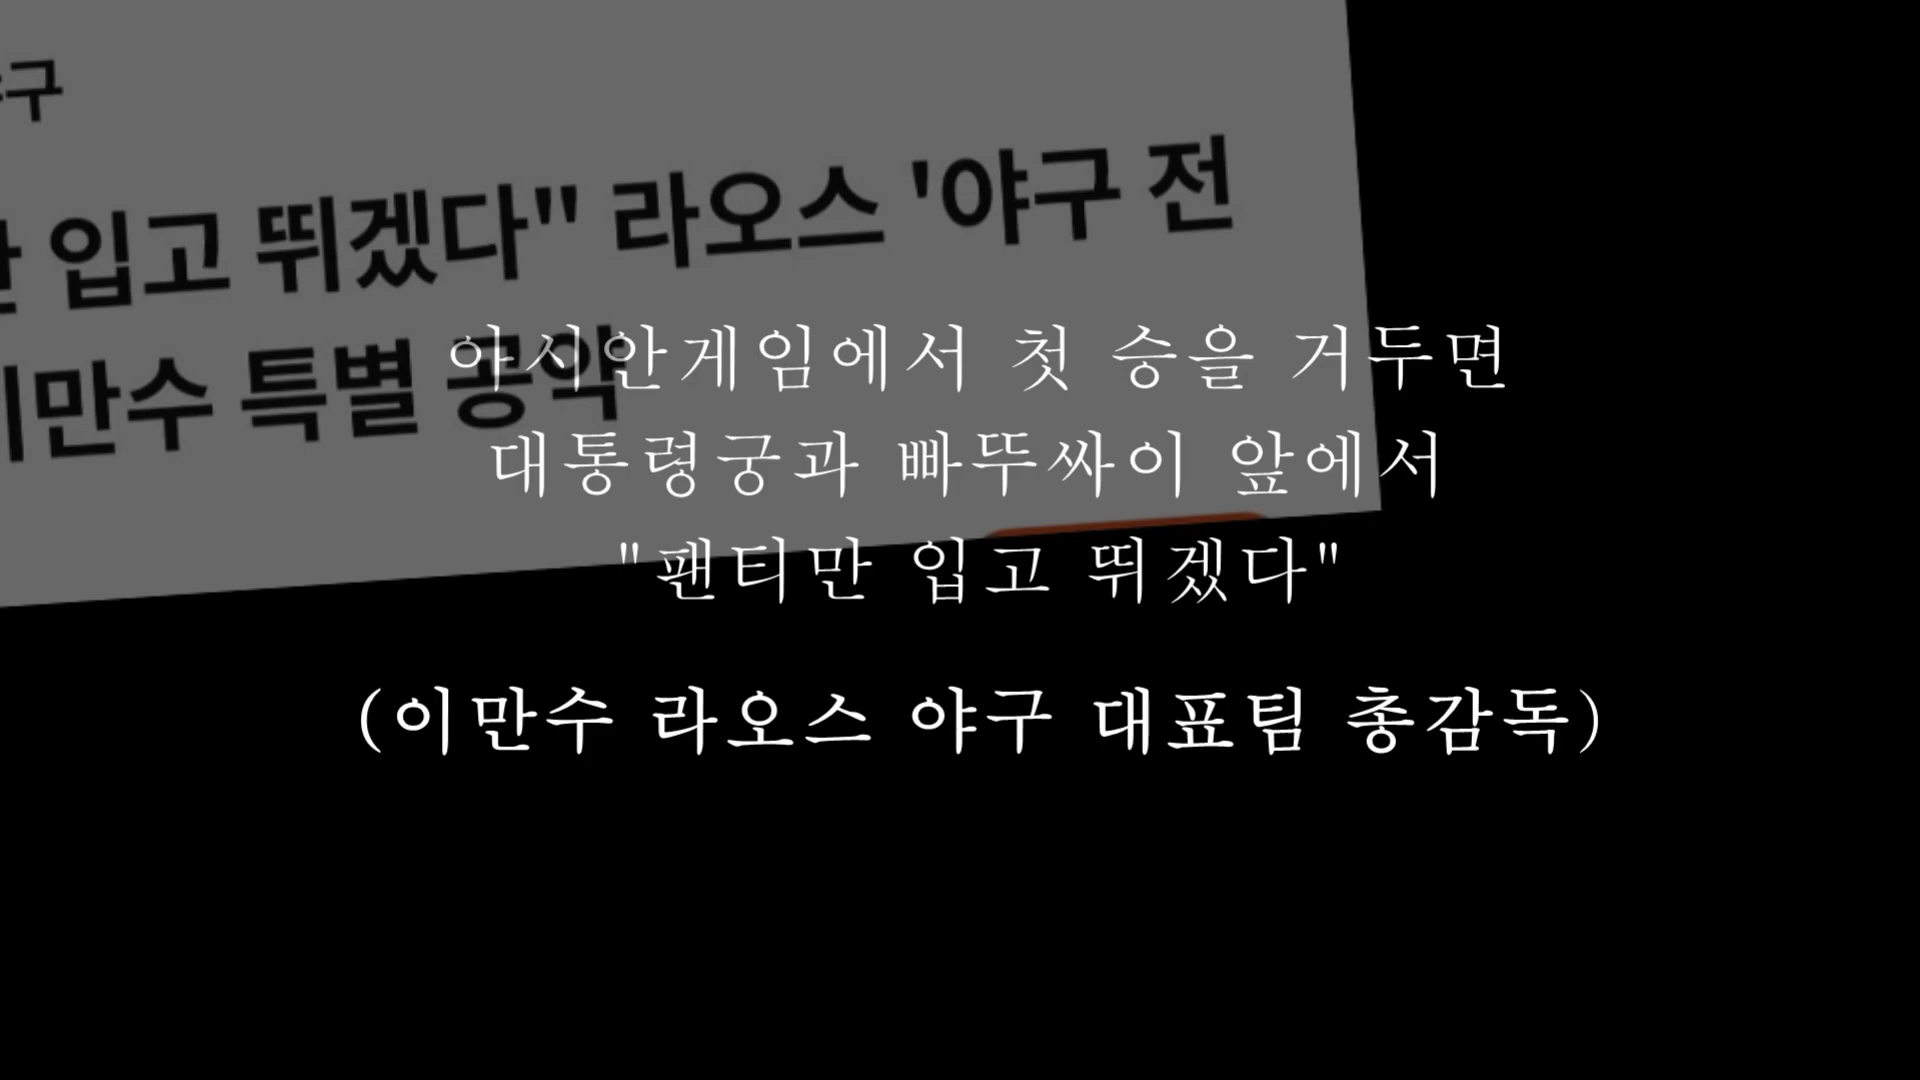 구
입고 뛰겠다" 라오스 '야구 전
이만수 특별 공약
아시안게임에서 첫 승을 거두면
대통령궁과 빠뚜싸이 앞에서
"팬티만 입고 뛰겠다"
(이만수 라오스 야구 대표팀 총감독)